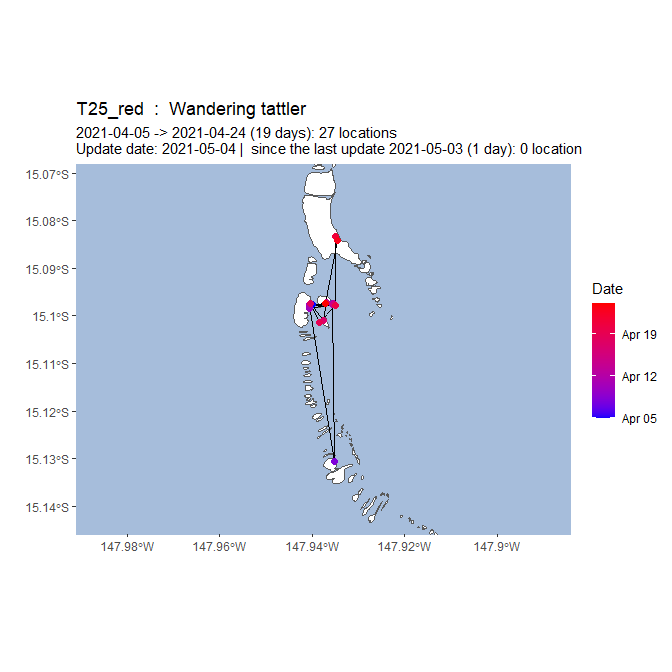 T25_red : Wandering tattler
2021-04-05 -> 2021-04-24 (19 days): 27 locations
Update date: 2021-05-04 | since the last update 2021-05-03 (1 day): 0 location
15.07°S
15.08°S
15.09°S
15.1°S
15.11°S
15.12°S
15.13°S
15.14°S
147.98°W 147.96°W 147.94°W 147.92°W 147.9°W
Date
Apr 19
Apr 12
Apr 05